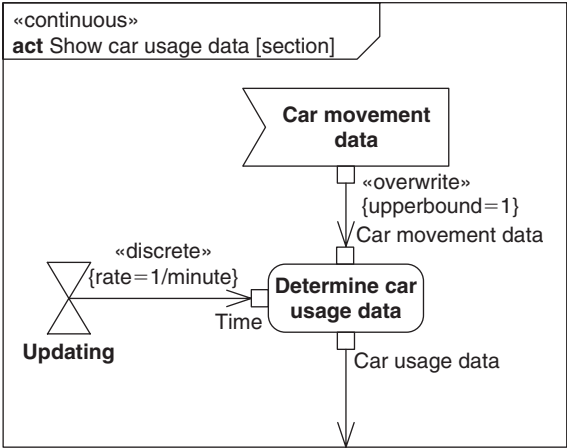 «continuous»
act Show car usage data [section]
Car movement
data
«overwrite»
{upperbound=1}
Car movement data
«discrete»
{rate=1/minute}
Determine car
usage data
Time
Updating
Car usage data